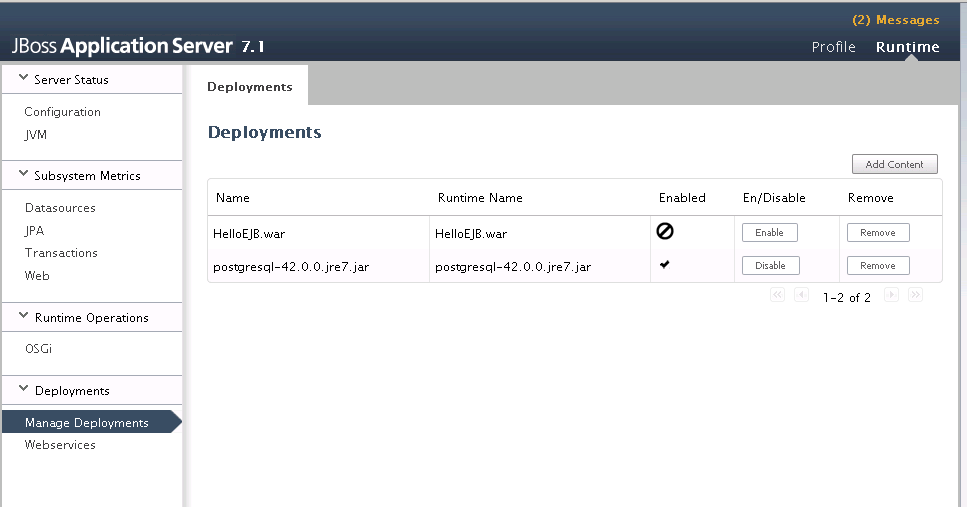 (2) Messages
JBoss Application Server 7.1
Profile Runtime
Server Status
Configuration
JVM
Subsystem Metrics
Datasources
JPA
Transactions
Web
Runtime Operations
OSGi
Deployments
Manage Deployments
Webservices
Deployments
Deployments
Add Content
Name Runtime Name Enabled En/Disable Remove
HelloEJB.war HelloEJB.war Enable Remove
postgresql-42.0.0.jre7.jar postgresql-42.0.0.jre7.jar Disable Remove
1-2 of 2